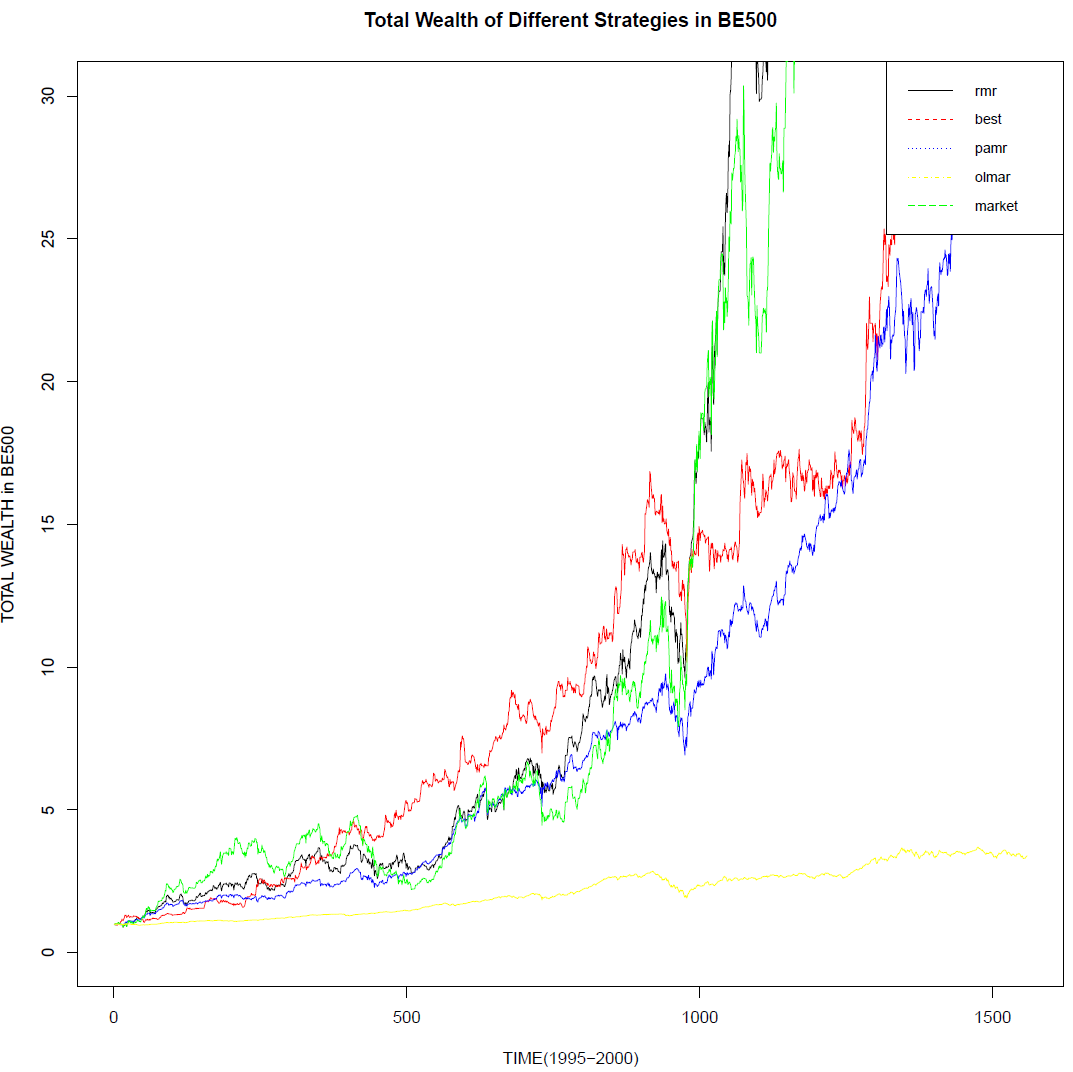 Total Wealth of Different Strategies in BE500
TOTAL WEALTH in BE500
30
25
20
15
10
5
0
rmr
best
pamr
olmar
market
0 500 1000 1500
TIME(1995−2000)